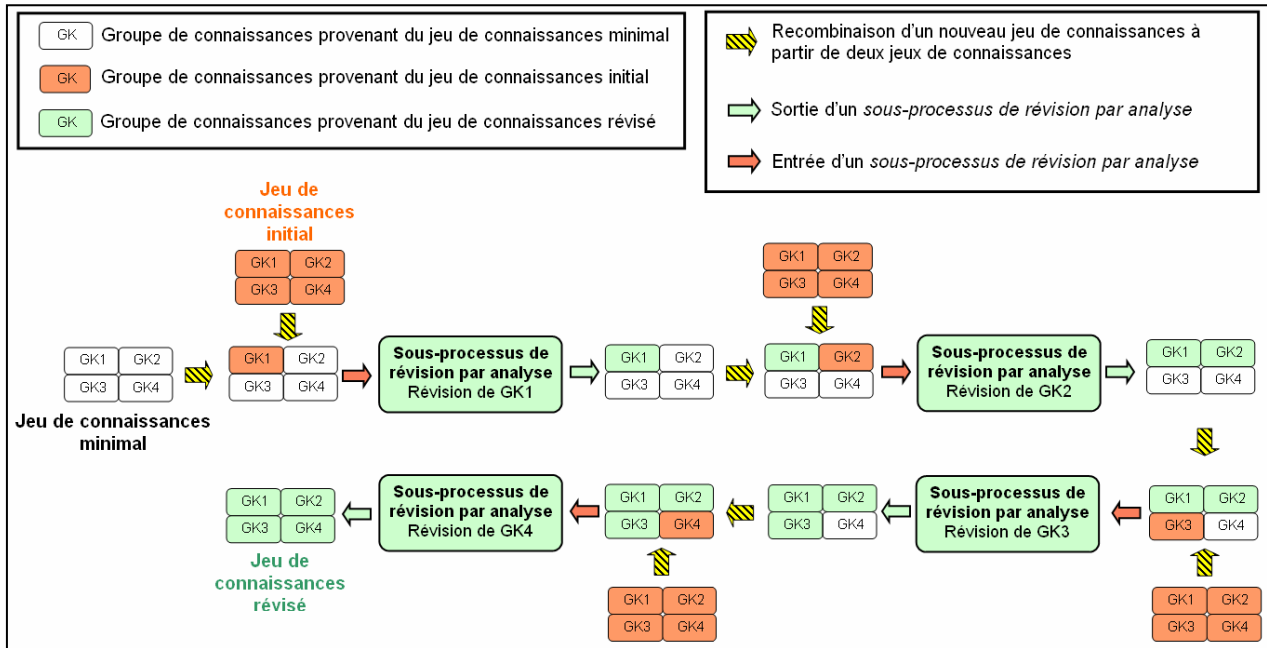 GK Groupe de connaissances provenant du jeu de connaissances minimal
GK Groupe de connaissances provenant du jeu de connaissances initial
GK Groupe de connaissances provenant du jeu de connaissances révisé
Recombinaison d'un nouveau jeu de connaissances à
partir de deux jeux de connaissances
Sortie d'un sous-processus de révision par analyse
Entrée d'un sous-processus de révision par analyse
Jeu de
connaissances
initial
GK1 GK2
GK3 GK4
GK1 GK2
GK3 GK4
GK1 GK2
GK3 GK4
Jeu de connaissances
minimal
GK1 GK2
GK3 GK4
Sous-processus de
révision par analyse
Révision de GK1
GK1 GK2
GK3 GK4
GK1 GK2
GK3 GK4
Sous-processus de
révision par analyse
Révision de GK2
GK1 GK2
GK3 GK4
GK1 GK2
GK3 GK4
Jeu de
connaissances
révisé
Sous-processus de
révision par analyse
Révision de GK4
GK1 GK2
GK3 GK4
GK1 GK2
GK3 GK4
Sous-processus de
révision par analyse
Révision de GK3
GK1 GK2
GK3 GK4
GK1 GK2
GK3 GK4
GK1 GK2
GK3 GK4